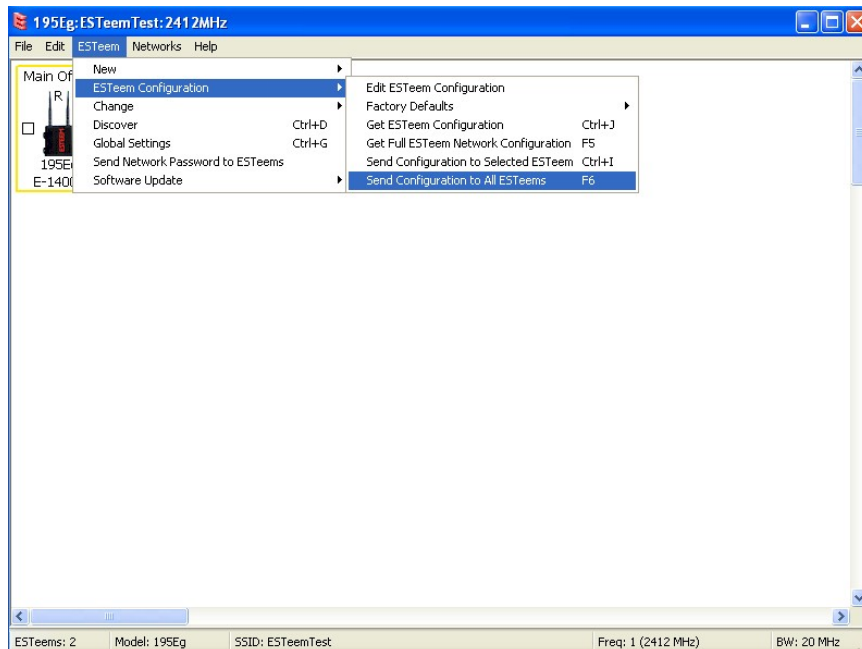 195Eg:ESTeemTest:2412MHz
File Edit ESTeem Networks Help
Main Of
R
195E
E-140
New
ESTeem Configuration
Change
Discover Ctrl+D
Global Settings Ctrl+G
Send Network Password to ESTeems
Software Update
Edit ESTeem Configuration
Factory Defaults
Get ESTeem Configuration Ctrl+J
Get Full ESTeem Network Configuration F5
Send Configuration to Selected ESTeem Ctrl+I
Send Configuration to All ESTeems F6
ESTeems: 2 Model: 195Eg SSID: ESTeemTest Freq: 1 (2412 MHz) BW: 20 MHz